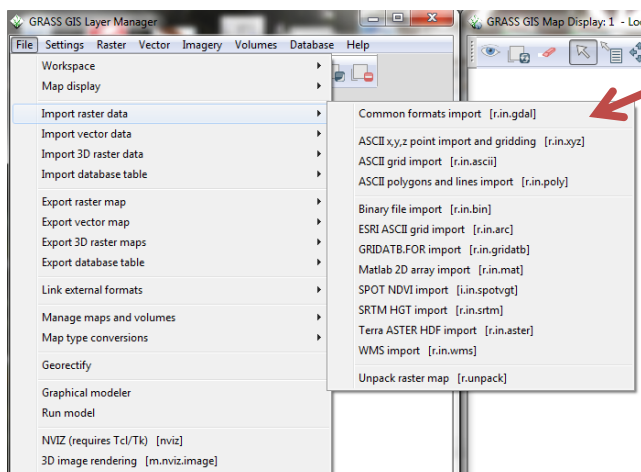 GRASS GIS Layer Manager
File Settings Raster Vector Imagery Volumes Database Help
Workspace
Map display
Import raster data
Import vector data
Import 3D raster data
Import database table
Export raster map
Export vector map
Export 3D raster maps
Export database table
Link external formats
Manage maps and volumes
Map type conversions
Georectify
Graphical modeler
Run model
NVIZ (requires Tcl/Tk) [nviz]
3D image rendering [m.nviz.image]
Common formats import [r.in.gdal]
ASCII x,y,z point import and gridding [r.in.xyz]
ASCII grid import [r.in.ascii]
ASCII polygons and lines import [r.in.poly]
Binary file import [r.in.bin]
ESRI ASCII grid import [r.in.arc]
GRIDATB.FOR import [r.in.gridatb]
Matlab 2D array import [r.in.mat]
SPOT NDVI import [i.in.spotvgt]
SRTM HGT import [r.in.srtm]
Terra ASTER HDF import [r.in.aster]
WMS import [r.in.wms]
Unpack raster map [r.unpack]
GRASS GIS Map Display: 1 - Lo